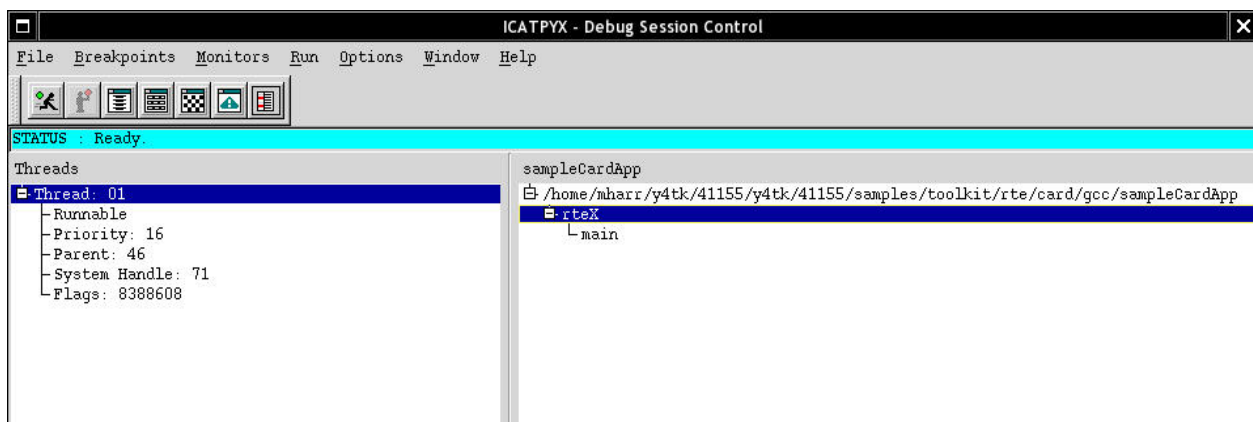 ICATPYX - Debug Session Control
File Breakpoints Monitors Run Options Window Help
STATUS : Ready.
Threads
Thread: 01
Runnable
Priority: 16
Parent: 46
System Handle: 71
Flags: 8388608
sampleCardApp
/home/mharr/y4tk/41155/y4tk/41155/samples/toolkit/rte/card/gcc/sampleCardApp
rteX
main